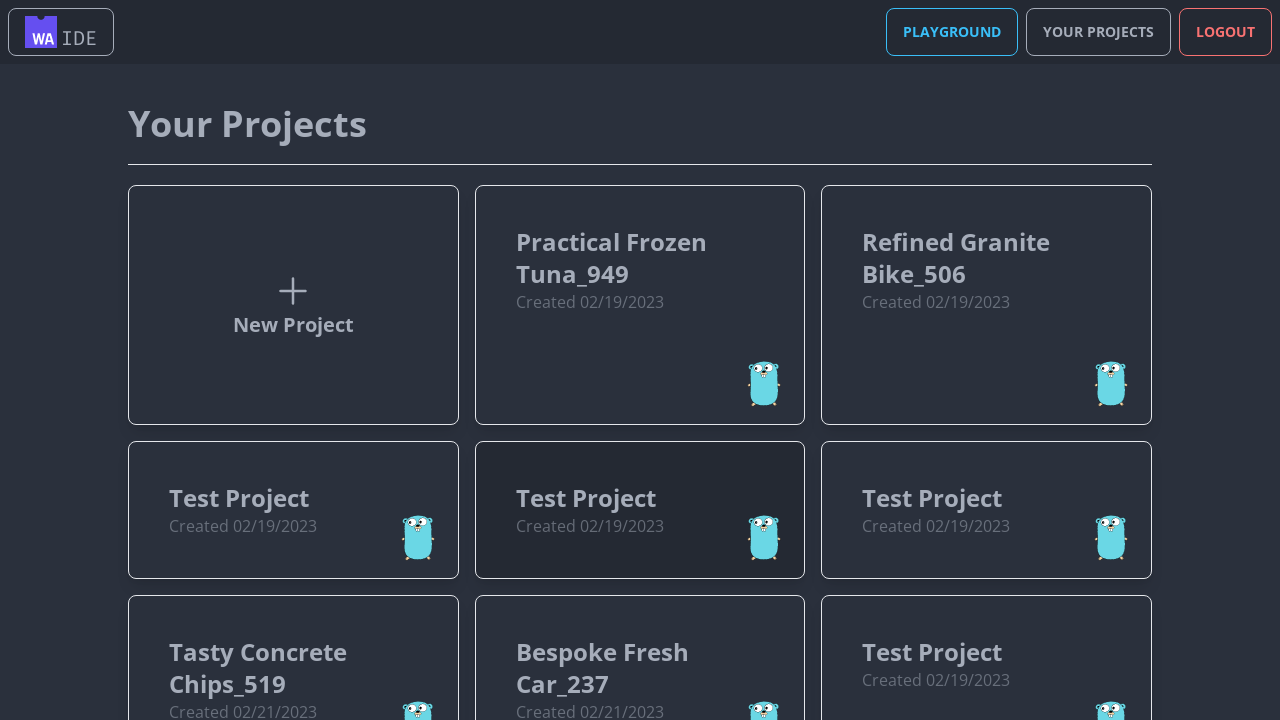 WA IDE
PLAYGROUND
YOUR PROJECTS
LOGOUT
Your Projects
New Project
Practical Frozen
Tuna_949
Created 02/19/2023
Refined Granite
Bike_506
Created 02/19/2023
Test Project
Created 02/19/2023
Test Project
Created 02/19/2023
Test Project
Created 02/19/2023
Tasty Concrete
Chips_519
Created 02/21/2023
Bespoke Fresh
Car_237
Created 02/21/2023
Test Project
Created 02/19/2023